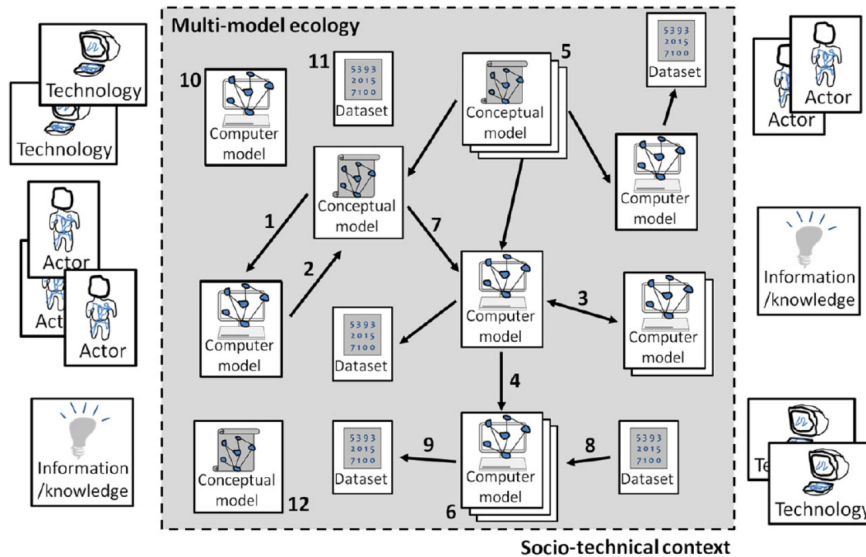 Multi-model ecology
Technology
Technology
Actor
Actor
Actor
Information
/knowledge
10
Computer
model
11
5393
2015
7100
Dataset
5
Conceptual
model
5393
2015
7100
Dataset
Computer
model
Conceptual
model
1
2
7
Computer
model
Computer
model
3
Computer
model
5393
2015
7100
Dataset
4
Conceptual
model
12
5393
2015
7100
Dataset
9
Computer
model
6
8
5393
2015
7100
Dataset
Actor
Actor
Information
/knowledge
Te
Technology
Socio-technical context